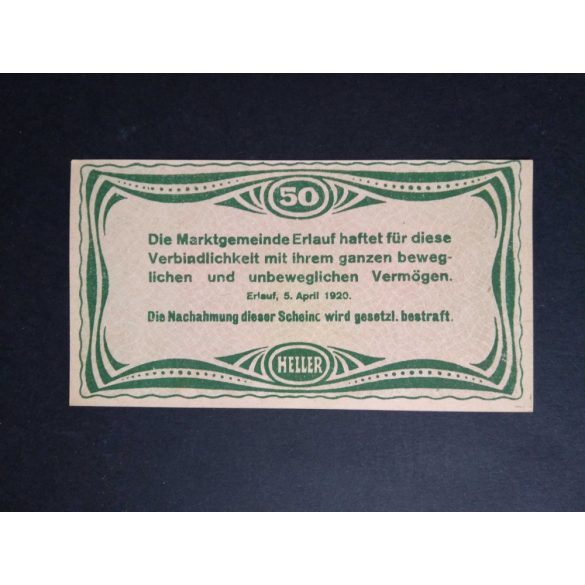 50
Die Marktgemeinde Erlauf haftet für diese
Verbindlichkeit mit ihrem ganzen beweg-
lichen und unbeweglichen Vermögen.
Erlauf, 5. April 1920.
Die Nachahmung dieser Scheine wird gesetzl. bestraft.
HELLER